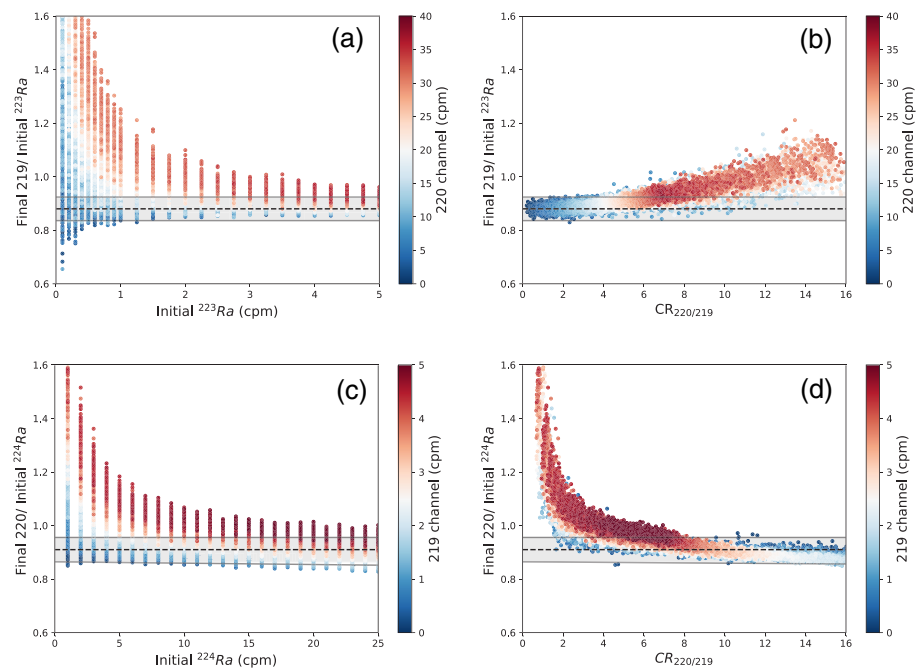 (a)
Final 219/ Initial ²²³Ra
1.6
1.4
1.2
1.0
0.8
0.6
0 1 2 3 4 5
Initial ²²³Ra (cpm)
40
35
30
25
20
15
10
5
0
220 channel (cpm)
(b)
Final 219/ Initial ²²³Ra
1.6
1.4
1.2
1.0
0.8
0.6
0 2 4 6 8 10 12 14 16
CR220/219
40
35
30
25
20
15
10
5
0
220 channel (cpm)
(c)
Final 220/ Initial ²²⁴Ra
1.6
1.4
1.2
1.0
0.8
0.6
0 5 10 15 20 25
Initial ²²⁴Ra (cpm)
5
4
3
2
1
0
219 channel (cpm)
(d)
Final 220/ Initial ²²⁴Ra
1.6
1.4
1.2
1.0
0.8
0.6
0 2 4 6 8 10 12 14 16
CR220/219
5
4
3
2
1
0
219 channel (cpm)